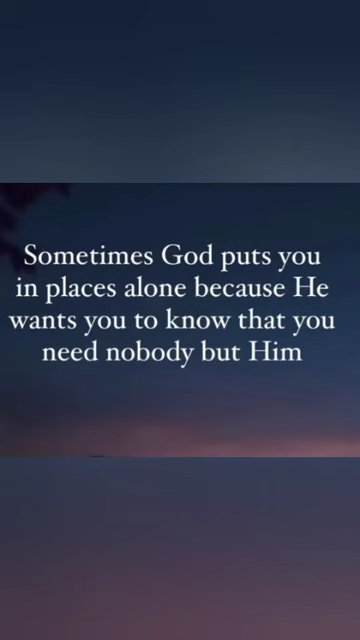 Sometimes God puts you
in places alone because He
wants you to know that you
need nobody but Him